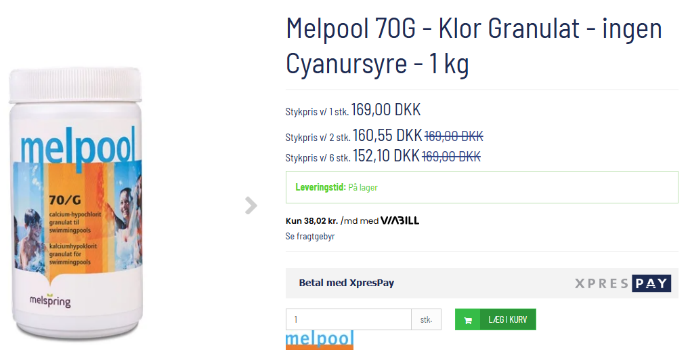 Melpool 70G - Klor Granulat - ingen
Cyanursyre - 1 kg
Stykpris v/ 1 stk. 169,00 DKK
Stykpris v/ 2 stk. 160,55 DKK 169,00 DKK
Stykpris v/ 6 stk. 152,10 DKK 169,00 DKK
Leveringstid: På lager
Kun 38,02 kr. /md med VIABILL
Se fragtgebyr
Betal med XpresPay
XPRESPAY
1 stk. LÆG I KURV
melpool
melpool
70/G
calcium-hypochlorit
granulat til
swimmingpools
kalciumhypoklorit
granulat för
simmingpools
melspring